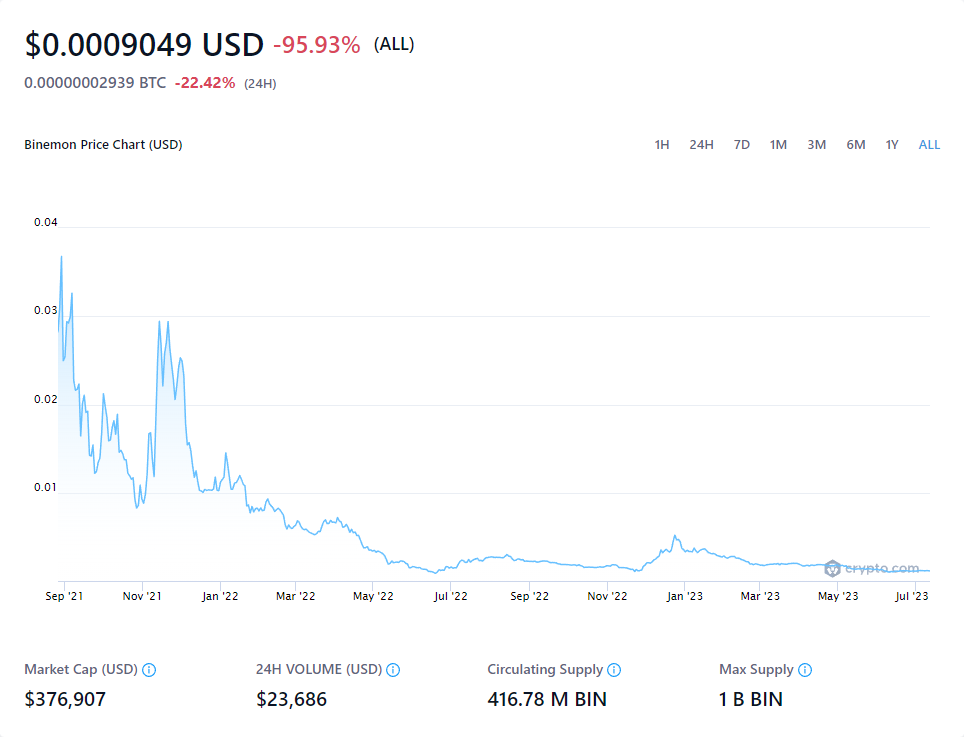 $0.0009049 USD -95.93% (ALL)
0.00000002939 BTC -22.42% (24H)
Binemon Price Chart (USD) 1H 24H 7D 1M 3M 6M 1Y ALL
0.04
0.03
0.02
0.01
crypto.com
Sep '21 Nov '21 Jan '22 Mar '22 May '22 Jul '22 Sep '22 Nov '22 Jan '23 Mar '23 May '23 Jul '23
Market Cap (USD) 24H VOLUME (USD) Circulating Supply Max Supply
$376,907 $23,686 416.78 M BIN 1 B BIN